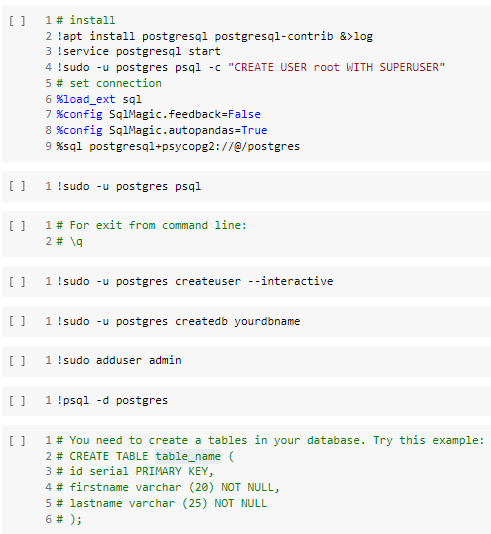 [ ] 1 # install
2 !apt install postgresql postgresql-contrib &>log
3 !service postgresql start
4 !sudo -u postgres psql -c "CREATE USER root WITH SUPERUSER"
5 # set connection
6 %load_ext sql
7 %config SqlMagic.feedback=False
8 %config SqlMagic.autopandas=True
9 %sql postgresql+psycopg2://@/postgres
[ ] 1 !sudo -u postgres psql
[ ] 1 # For exit from command line:
2 # \q
[ ] 1 !sudo -u postgres createuser --interactive
[ ] 1 !sudo -u postgres createdb yourdbname
[ ] 1 !sudo adduser admin
[ ] 1 !psql -d postgres
[ ] 1 # You need to create a tables in your database. Try this example:
2 # CREATE TABLE table_name (
3 # id serial PRIMARY KEY,
4 # firstname varchar (20) NOT NULL,
5 # lastname varchar (25) NOT NULL
6 # );